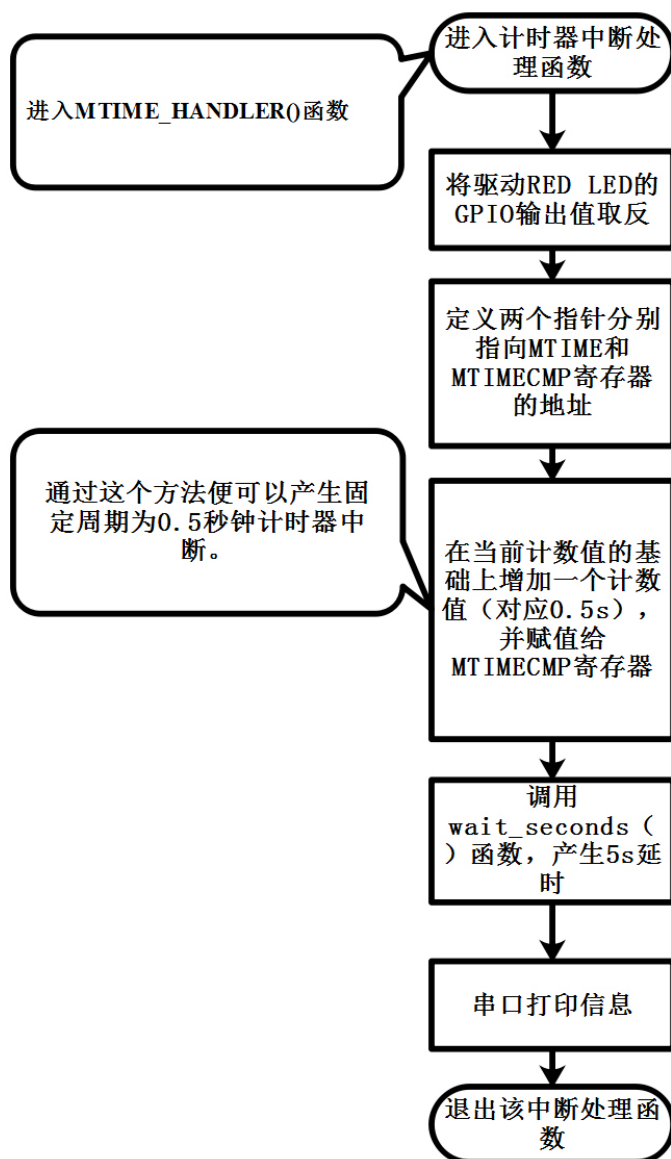 进入计时器中断处
理函数
进入MTIME_HANDLER()函数
将驱动RED LED的
GPIO输出值取反
定义两个指针分别
指向MTIME和
MTIMECMP寄存器
的地址
通过这个方法便可以产生固
定周期为0.5秒钟计时器中
断。
在当前计数值的基
础上增加一个计数
值（对应0.5s），
并赋值给
MTIMECMP寄存器
调用
wait_seconds（
）函数，产生5s延
时
串口打印信息
退出该中断处理函
数